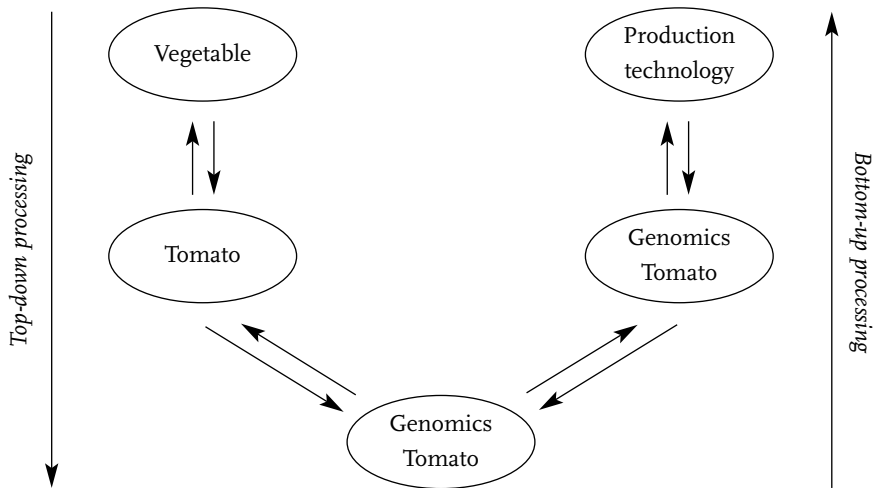 Vegetable
Production
technology
Top-down processing
Bottom-up processing
Tomato
Genomics
Tomato
Genomics
Tomato